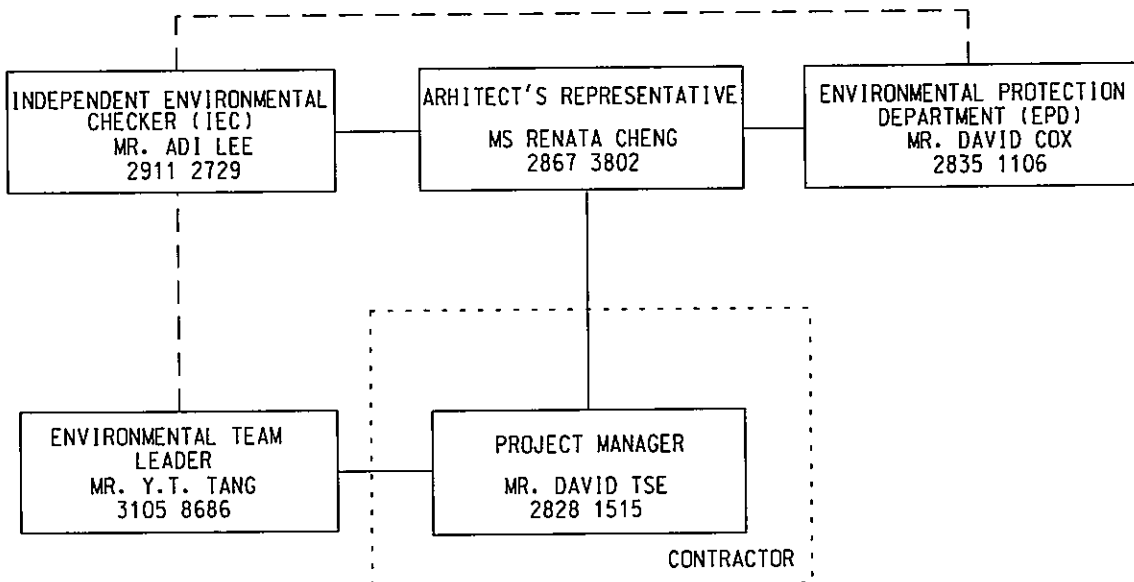 INDEPENDENT ENVIRONMENTAL
CHECKER (IEC)
MR. ADI LEE
2911 2729
ARHITECT'S REPRESENTATIVE
MS RENATA CHENG
2867 3802
ENVIRONMENTAL PROTECTION
DEPARTMENT (EPD)
MR. DAVID COX
2835 1106
ENVIRONMENTAL TEAM
LEADER
MR. Y.T. TANG
3105 8686
PROJECT MANAGER
MR. DAVID TSE
2828 1515
CONTRACTOR